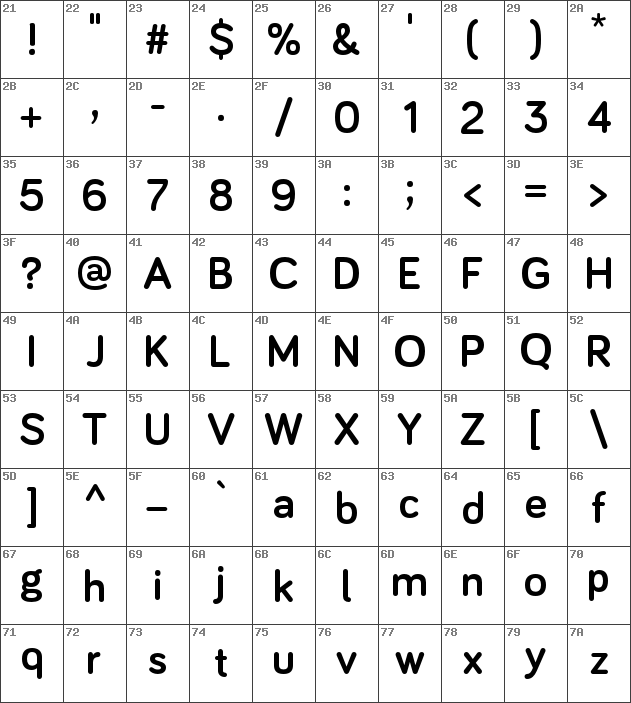 21 22 23 24 25 26 27 28 29 2A
! " # $ % & ' ( ) *
2B 2C 2D 2E 2F 30 31 32 33 34
+ , - . / 0 1 2 3 4
35 36 37 38 39 3A 3B 3C 3D 3E
5 6 7 8 9 : ; < = >
3F 40 41 42 43 44 45 46 47 48
? @ A B C D E F G H
49 4A 4B 4C 4D 4E 4F 50 51 52
I J K L M N O P Q R
53 54 55 56 57 58 59 5A 5B 5C
S T U V W X Y Z [ \
5D 5E 5F 60 61 62 63 64 65 66
] ^ _ ` a b c d e f
67 68 69 6A 6B 6C 6D 6E 6F 70
g h i j k l m n o p
71 72 73 74 75 76 77 78 79 7A
q r s t u v w x y z